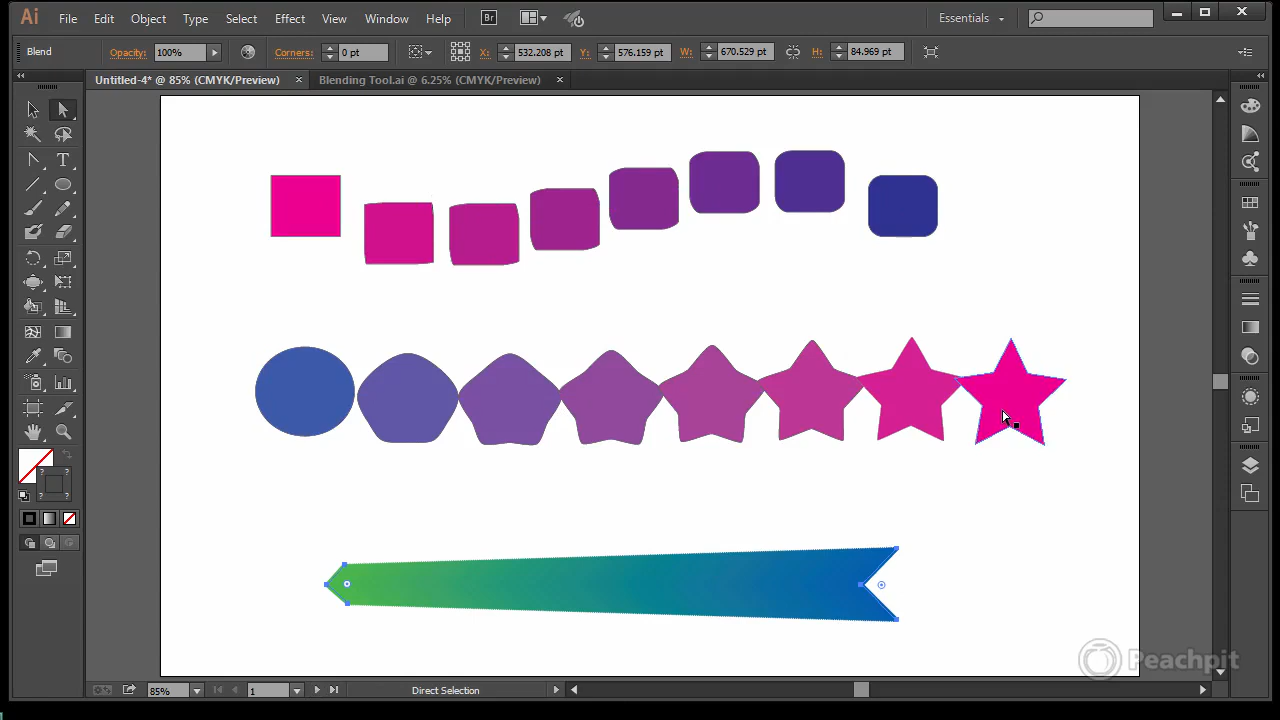 Ai File Edit Object Type Select Effect View Window Help Br Essentials
Blend Opacity: 100% Corners: 0 pt X: 532.208 pt Y: 576.159 pt W: 670.529 pt H: 84.969 pt
Untitled-4* @ 85% (CMYK/Preview) × Blending Tool.ai @ 6.25% (CMYK/Preview) ×
T
? ?
? ?
Peachpit
85% 1 Direct Selection